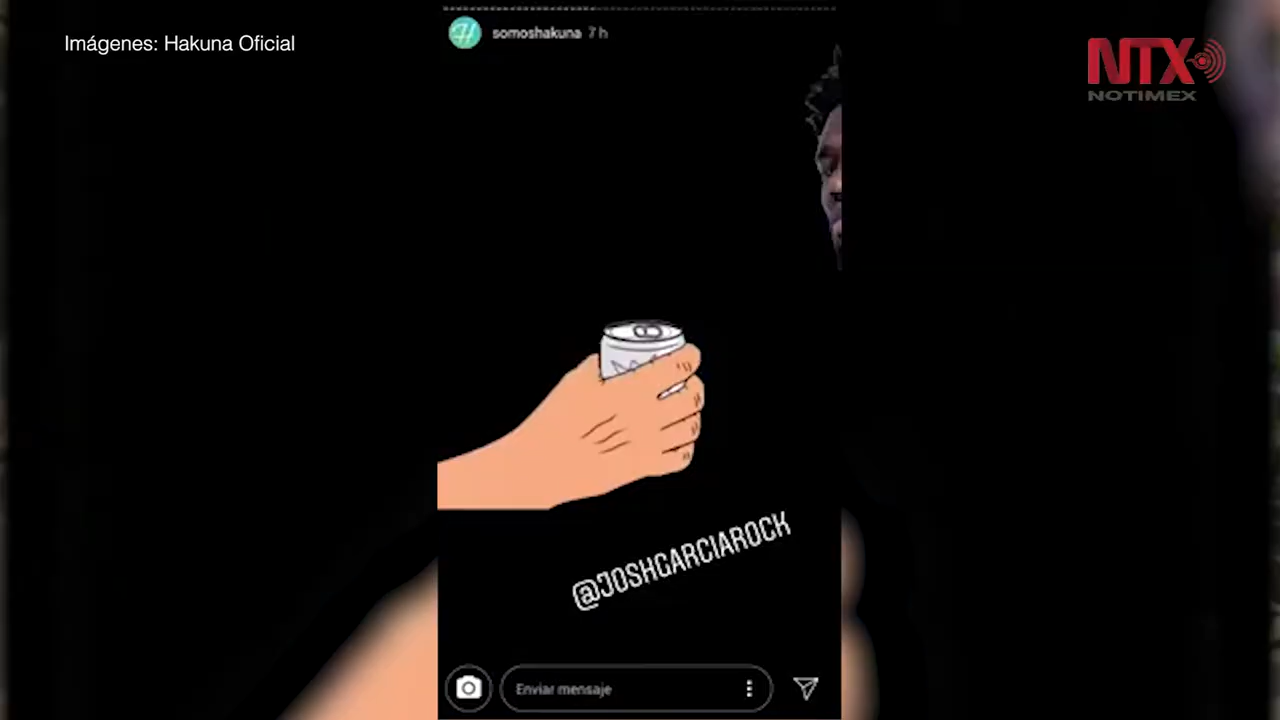 Imágenes: Hakuna Oficial
somoshakuna 7 h
NTX
NOTIMEX
@JOSHGARCIAROCK
Enviar mensaje